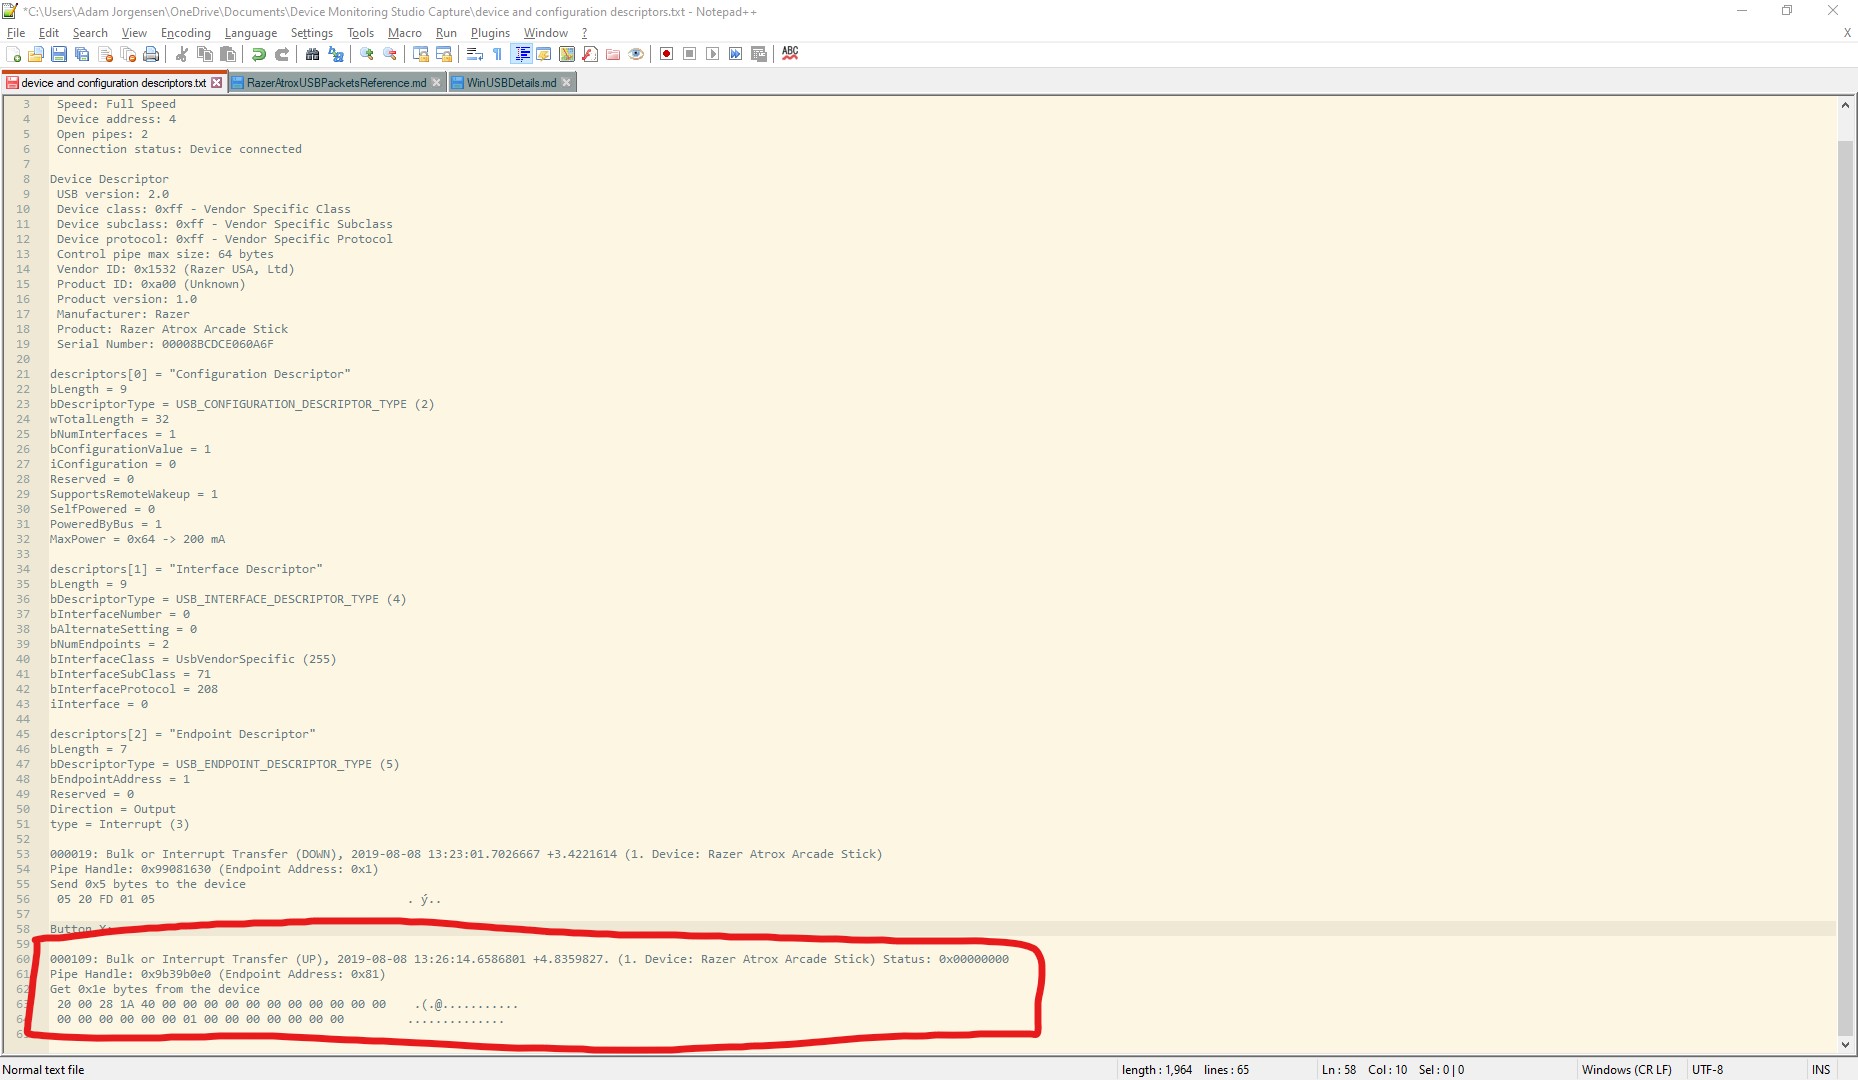 *C:\Users\Adam Jorgensen\OneDrive\Documents\Device Monitoring Studio Capture\device and configuration descriptors.txt - Notepad++
File Edit Search View Encoding Language Settings Tools Macro Run Plugins Window ? X
ABC
device and configuration descriptors.txt RazerAtroxUSBPacketsReference.md WinUSBDetails.md
3 Speed: Full Speed
4 Device address: 4
5 Open pipes: 2
6 Connection status: Device connected
7
8 Device Descriptor
9 USB version: 2.0
10 Device class: 0xff - Vendor Specific Class
11 Device subclass: 0xff - Vendor Specific Subclass
12 Device protocol: 0xff - Vendor Specific Protocol
13 Control pipe max size: 64 bytes
14 Vendor ID: 0x1532 (Razer USA, Ltd)
15 Product ID: 0xa00 (Unknown)
16 Product version: 1.0
17 Manufacturer: Razer
18 Product: Razer Atrox Arcade Stick
19 Serial Number: 00008BCDCE060A6F
20
21 descriptors[0] = "Configuration Descriptor"
22 bLength = 9
23 bDescriptorType = USB_CONFIGURATION_DESCRIPTOR_TYPE (2)
24 wTotalLength = 32
25 bNumInterfaces = 1
26 bConfigurationValue = 1
27 iConfiguration = 0
28 Reserved = 0
29 SupportsRemoteWakeup = 1
30 SelfPowered = 0
31 PoweredByBus = 1
32 MaxPower = 0x64 -> 200 mA
33
34 descriptors[1] = "Interface Descriptor"
35 bLength = 9
36 bDescriptorType = USB_INTERFACE_DESCRIPTOR_TYPE (4)
37 bInterfaceNumber = 0
38 bAlternateSetting = 0
39 bNumEndpoints = 2
40 bInterfaceClass = UsbVendorSpecific (255)
41 bInterfaceSubClass = 71
42 bInterfaceProtocol = 208
43 iInterface = 0
44
45 descriptors[2] = "Endpoint Descriptor"
46 bLength = 7
47 bDescriptorType = USB_ENDPOINT_DESCRIPTOR_TYPE (5)
48 bEndpointAddress = 1
49 Reserved = 0
50 Direction = Output
51 type = Interrupt (3)
52
53 000019: Bulk or Interrupt Transfer (DOWN), 2019-08-08 13:23:01.7026667 +3.4221614 (1. Device: Razer Atrox Arcade Stick)
54 Pipe Handle: 0x99081630 (Endpoint Address: 0x1)
55 Send 0x5 bytes to the device
56 05 20 FD 01 05 . ý..
57
58 Button X:
59
60 000109: Bulk or Interrupt Transfer (UP), 2019-08-08 13:26:14.6586801 +4.8359827. (1. Device: Razer Atrox Arcade Stick) Status: 0x00000000
61 Pipe Handle: 0x9b39b0e0 (Endpoint Address: 0x81)
62 Get 0x1e bytes from the device
63 20 00 28 1A 40 00 00 00 00 00 00 00 00 00 00 00 .(.@...........
64 00 00 00 00 00 00 01 00 00 00 00 00 00 00 ..............
65
Normal text file length : 1,964 lines : 65 Ln : 58 Col : 10 Sel : 0 | 0 Windows (CR LF) UTF-8 INS